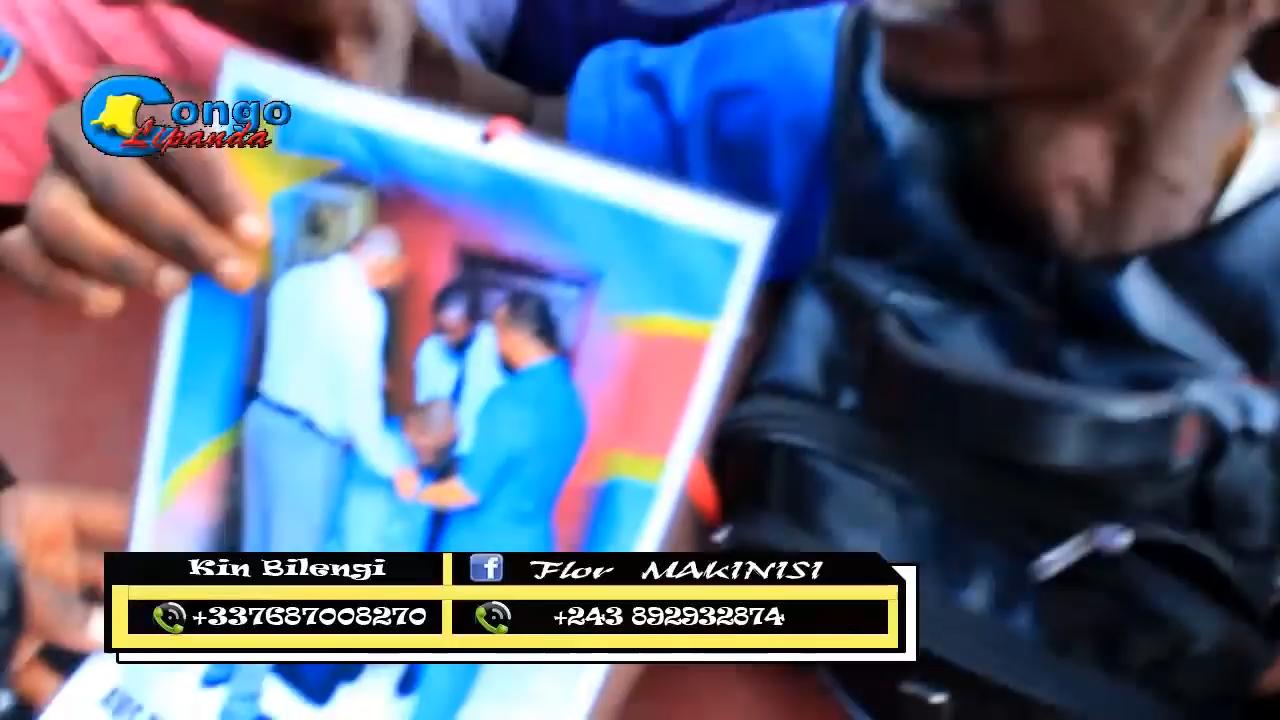 Congo
Lipanda
Kin Bilengi
Flor MAKINISI
+337687008270
+243 892932874